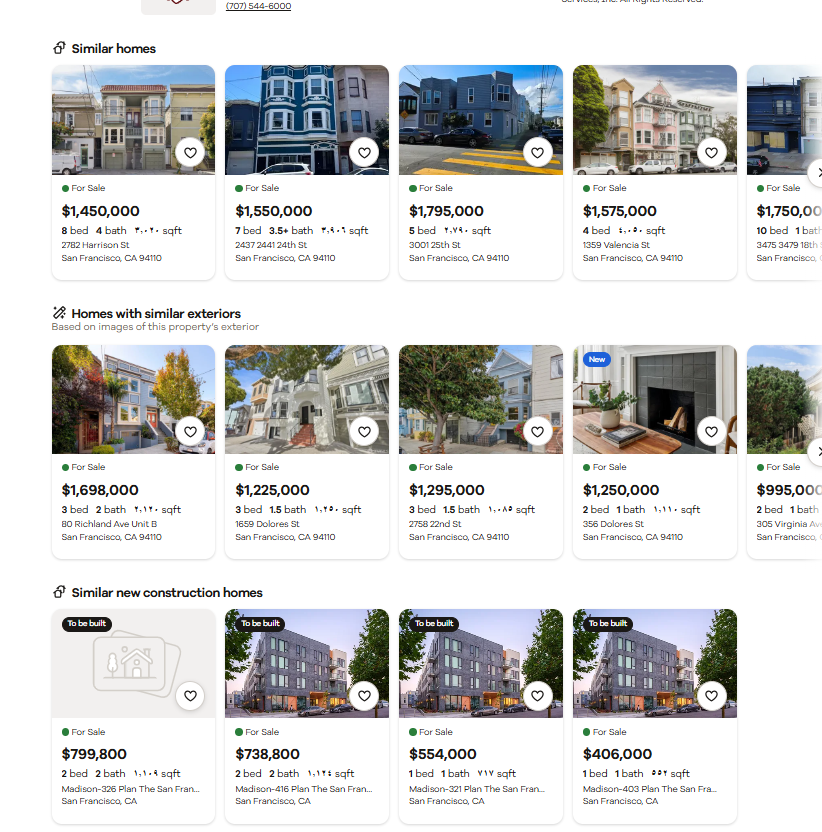 (707) 544-6000
Services, Inc. All Rights Reserved.
Similar homes
For Sale
$1,450,000
8 bed 4 bath ٣,٠٢٠ sqft
2782 Harrison St
San Francisco, CA 94110
For Sale
$1,550,000
7 bed 3.5+ bath ٣,٩٠٦ sqft
2437 2441 24th St
San Francisco, CA 94110
For Sale
$1,795,000
5 bed ٢,٧٩٠ sqft
3001 25th St
San Francisco, CA 94110
For Sale
$1,575,000
4 bed ٤,٠٥٠ sqft
1359 Valencia St
San Francisco, CA 94110
For Sale
$1,750,00
10 bed 1 bath
3475 3479 18th
San Francisco,
Homes with similar exteriors
Based on images of this property's exterior
For Sale
$1,698,000
3 bed 2 bath ٢,١٢٠ sqft
80 Richland Ave Unit B
San Francisco, CA 94110
For Sale
$1,225,000
3 bed 1.5 bath ١,٢٥٠ sqft
1659 Dolores St
San Francisco, CA 94110
For Sale
$1,295,000
3 bed 1.5 bath ١,٠٨٥ sqft
2758 22nd St
San Francisco, CA 94110
New
For Sale
$1,250,000
2 bed 1 bath ١,١١٠ sqft
356 Dolores St
San Francisco, CA 94110
For Sale
$995,000
2 bed 1 bath
305 Virginia Av
San Francisco,
Similar new construction homes
To be built
For Sale
$799,800
2 bed 2 bath ١,١٠٩ sqft
Madison-326 Plan The San Fran...
San Francisco, CA
To be built
For Sale
$738,800
2 bed 2 bath ١,١٢٤ sqft
Madison-416 Plan The San Fran...
San Francisco, CA
To be built
For Sale
$554,000
1 bed 1 bath ٧١٧ sqft
Madison-321 Plan The San Fran...
San Francisco, CA
To be built
For Sale
$406,000
1 bed 1 bath ٥٥٢ sqft
Madison-403 Plan The San Fra...
San Francisco, CA